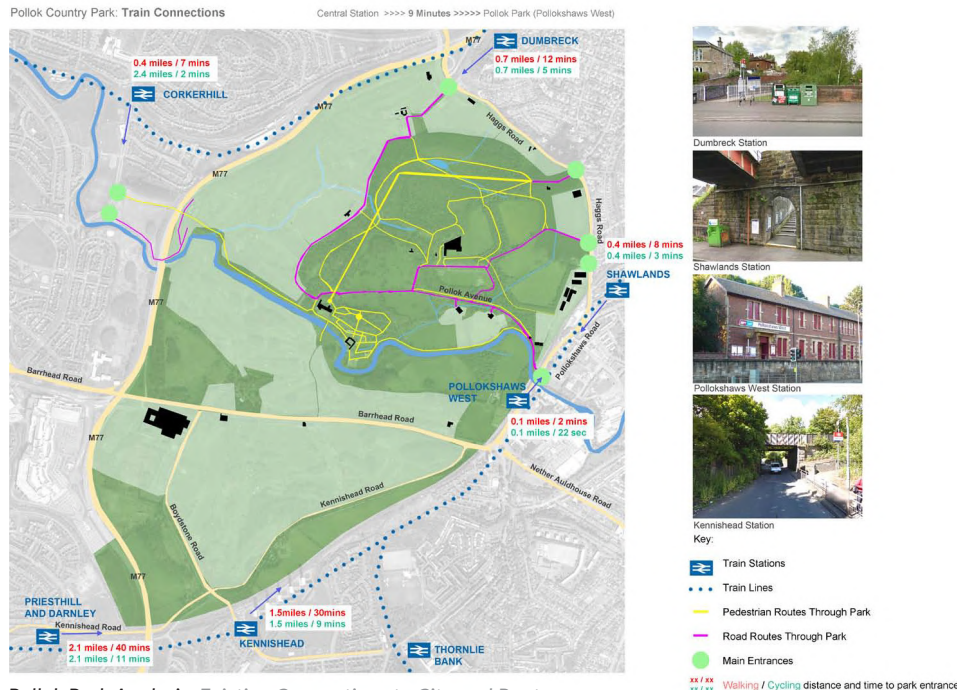 Pollok Country Park: Train Connections
Central Station >>>> 9 Minutes >>>>> Pollok Park (Pollokshaws West)
M77
DUMBRECK
0.7 miles / 12 mins
0.7 miles / 5 mins
0.4 miles / 7 mins
2.4 miles / 2 mins
CORKERHILL
M77
Haggs Road
M77
Haggs Road
0.4 miles / 8 mins
0.4 miles / 3 mins
SHAWLANDS
Pollok Avenue
M77
Pollokshaws Road
Barrhead Road
POLLOKSHAWS
WEST
Barrhead Road
0.1 miles / 2 mins
0.1 miles / 22 sec
M77
Nether Auldhouse Road
Kennishead Road
Boydstone Road
M77
PRIESTHILL
AND DARNLEY
Kennishead Road
2.1 miles / 40 mins
2.1 miles / 11 mins
1.5miles / 30mins
1.5 miles / 9 mins
KENNISHEAD
THORNLIE
BANK
Dumbreck Station
Shawlands Station
Pollokshaws West Station
Kennishead Station
Key:
Train Stations
Train Lines
Pedestrian Routes Through Park
Road Routes Through Park
Main Entrances
xx / xx
xx / xx
Walking / Cycling distance and time to park entrance